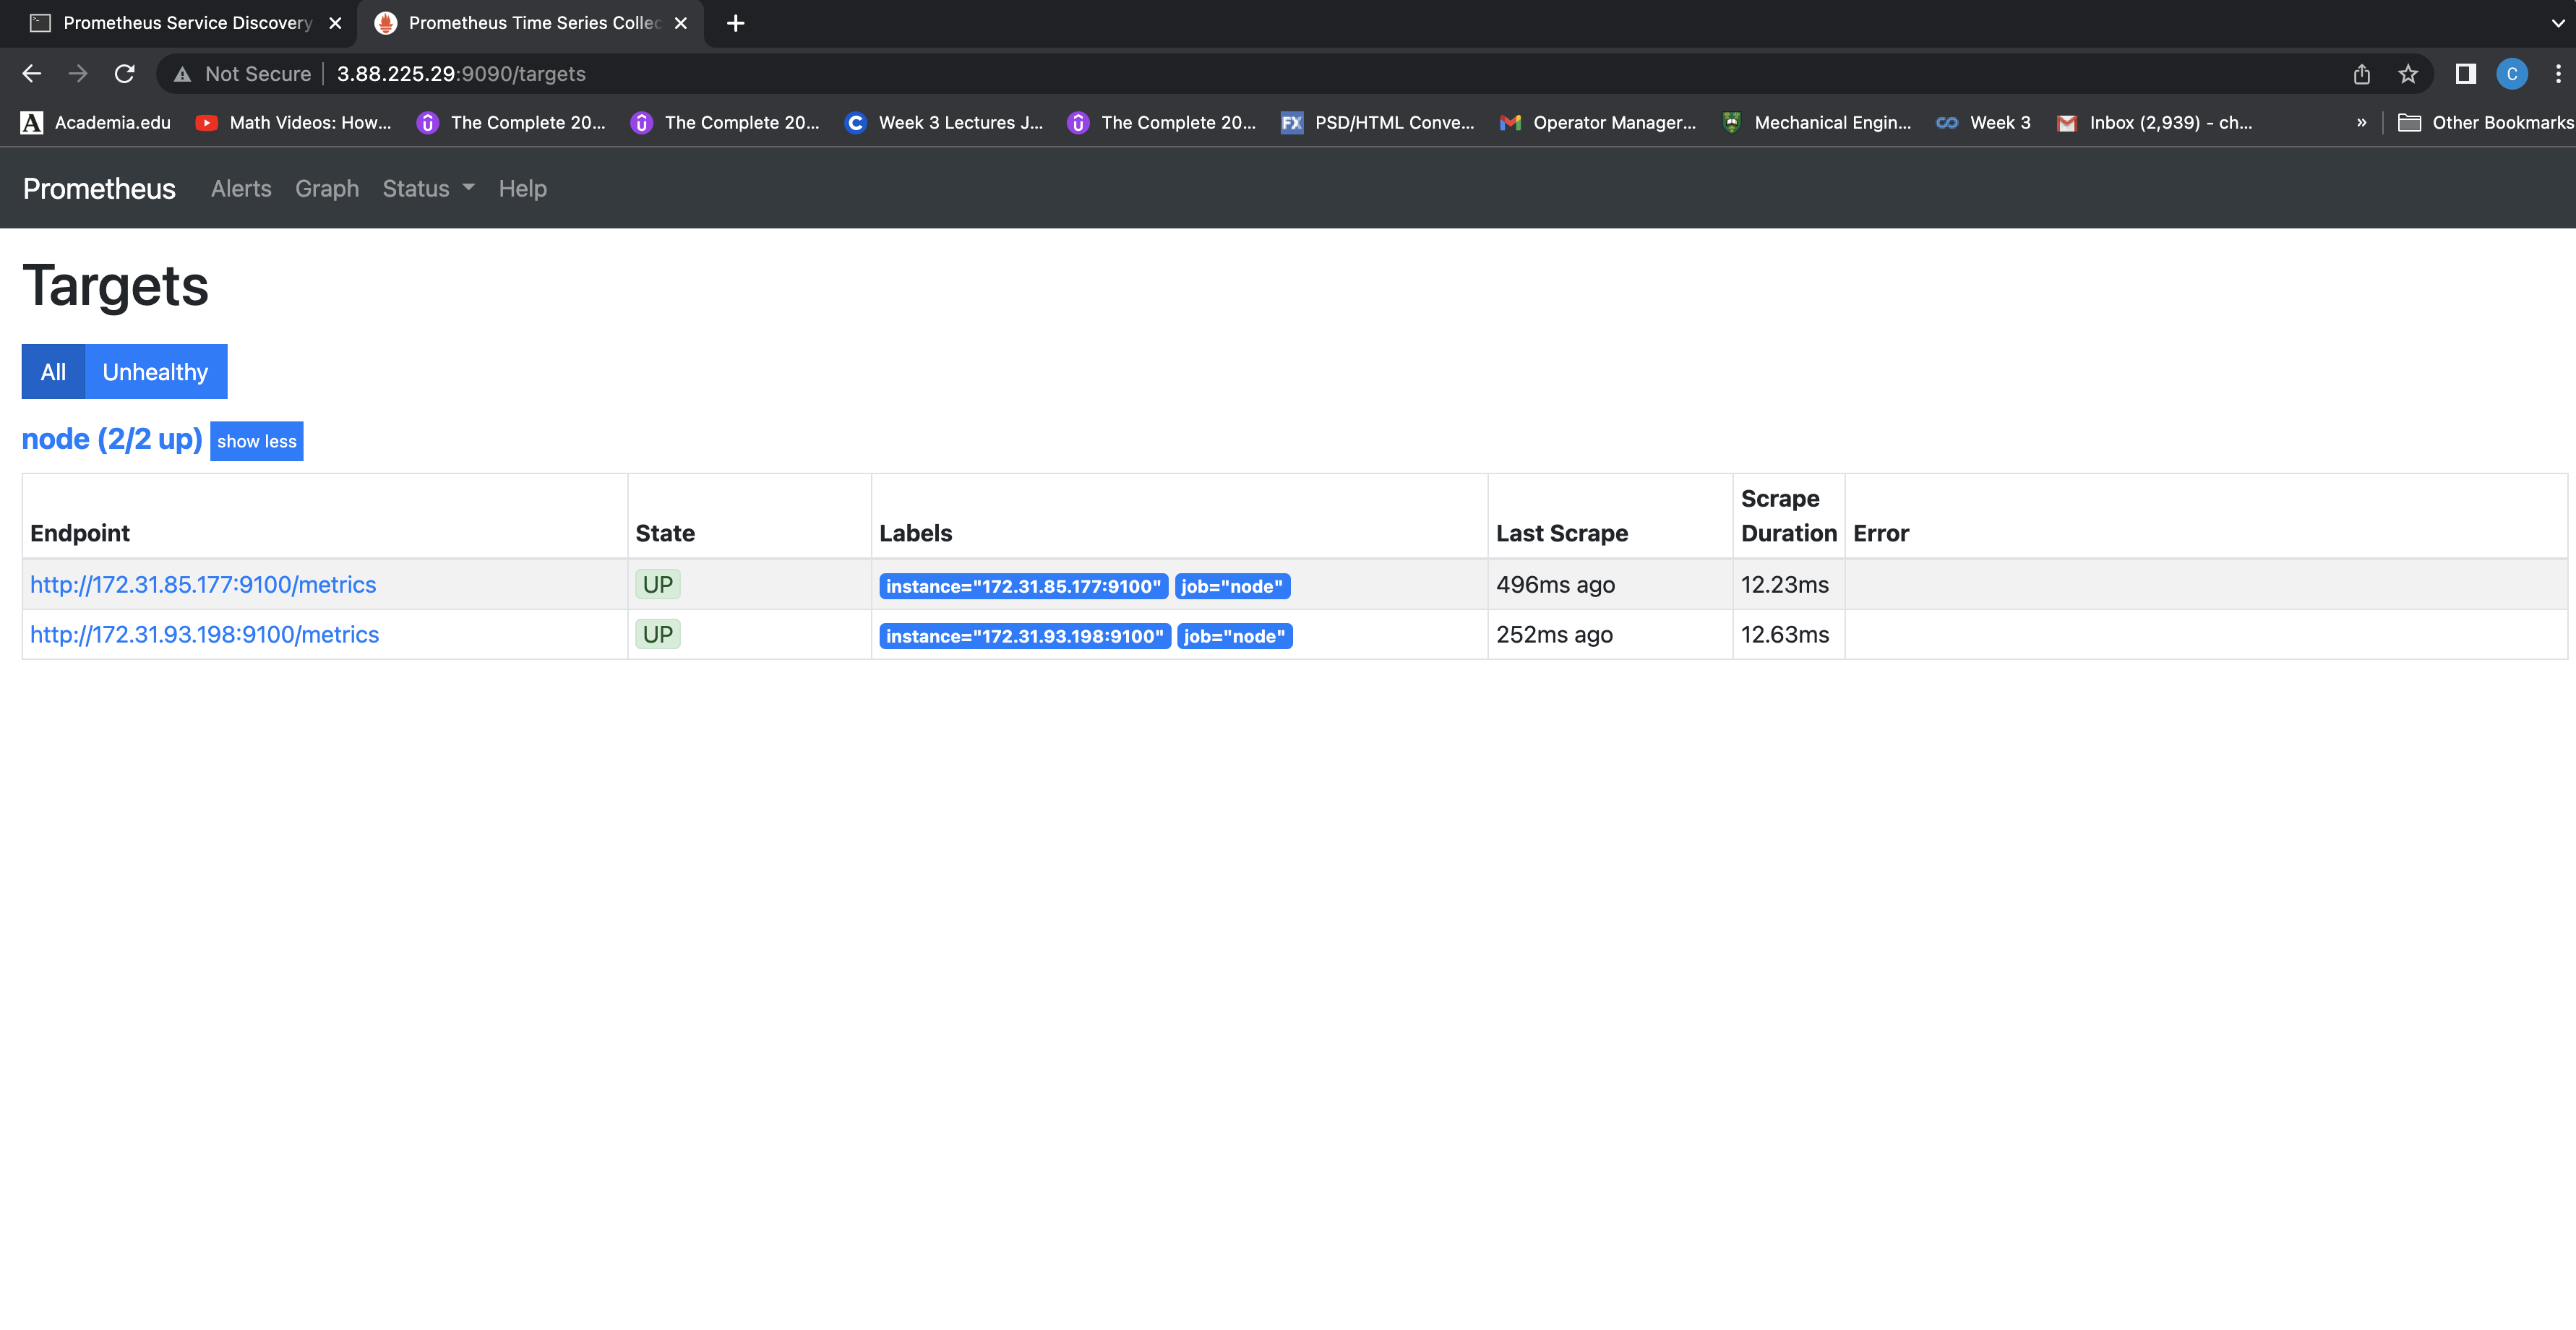 Prometheus Service Discovery
Prometheus Time Series Collec
Not Secure 3.88.225.29:9090/targets
C
Academia.edu Math Videos: How... The Complete 20... The Complete 20... Week 3 Lectures J... The Complete 20... FX PSD/HTML Conve... Operator Manager... Mechanical Engin... Week 3 Inbox (2,939) - ch... » Other Bookmarks
Prometheus Alerts Graph Status Help
Targets
All Unhealthy
node (2/2 up) show less
Endpoint State Labels Last Scrape Scrape Duration Error
http://172.31.85.177:9100/metrics UP instance="172.31.85.177:9100" job="node" 496ms ago 12.23ms
http://172.31.93.198:9100/metrics UP instance="172.31.93.198:9100" job="node" 252ms ago 12.63ms